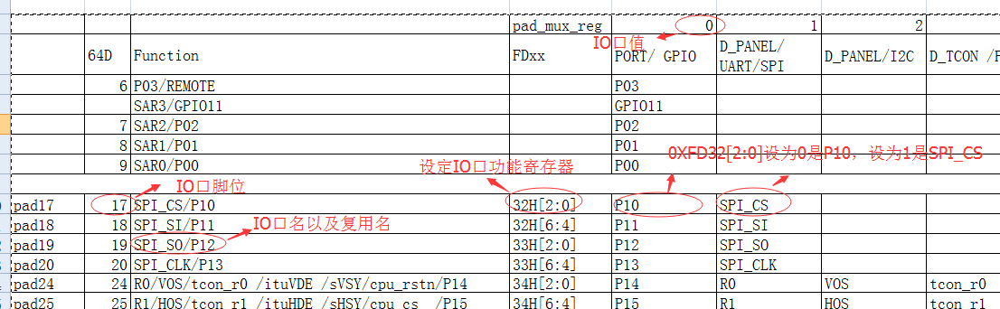 pad_mux_reg 0 1 2
IO口值
64D Function FDxx PORT/ GPIO D_PANEL/ UART/SPI D_PANEL/I2C D_TCON /P
6 P03/REMOTE P03
SAR3/GPIO11 GPIO11
7 SAR2/P02 P02
8 SAR1/P01 P01
0XFD32[2:0]设为0是P10，设为1是SPI_CS
9 SAR0/P00 P00
设定IO口功能寄存器
IO口脚位
pad17 17 SPI_CS/P10 32H[2:0] P10 SPI_CS
pad18 18 SPI_SI/P11 32H[6:4] P11 SPI_SI
IO口名以及复用名
pad19 19 SPI_SO/P12 33H[2:0] P12 SPI_SO
pad20 20 SPI_CLK/P13 33H[6:4] P13 SPI_CLK
pad24 24 R0/VOS/tcon_r0 /ituVDE /sVSY/cpu_rstn/P14 34H[2:0] P14 R0 VOS tcon_r0
pad25 25 R1/HOS/tcon_r1 /ituHDE /sHSY/cpu_cs /P15 34H[6:4] P15 R1 HOS tcon_r1